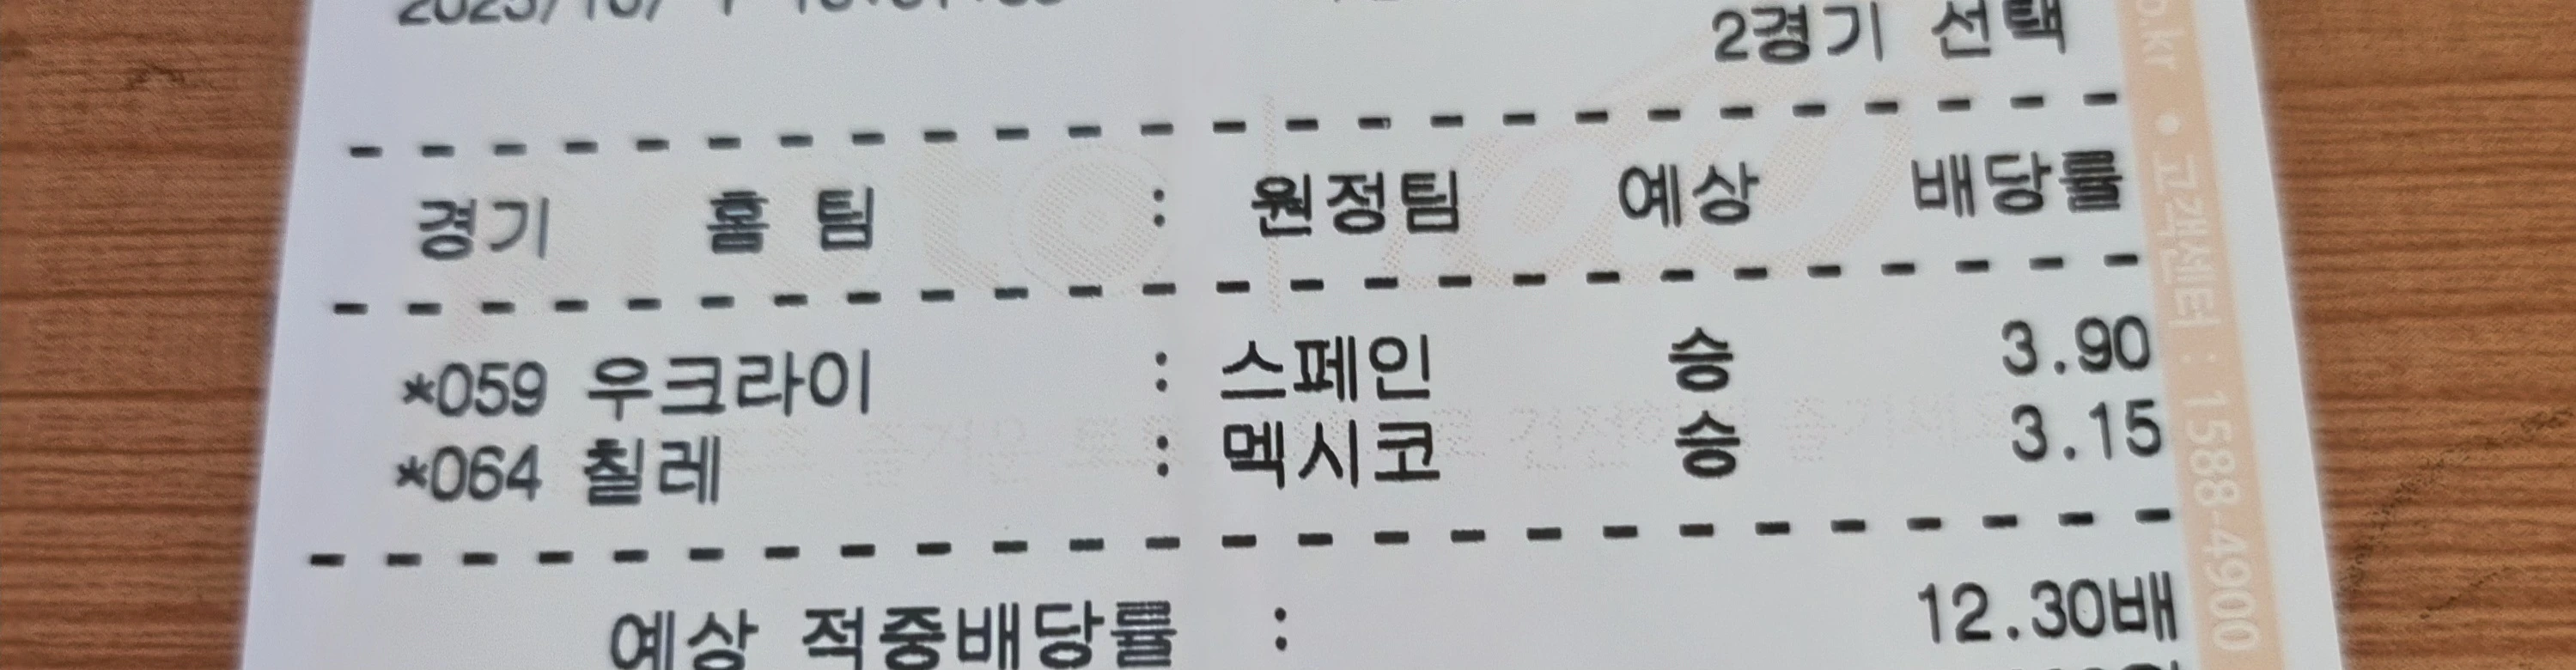 2경기 선택
경기 홈 팀 : 원정팀 예상 배당률
*059 우크라이 : 스페인 승 3.90
*064 칠레 : 멕시코 승 3.15
예상 적중배당률 : 12.30배
o.kr • 고객센터 : 1588-4900